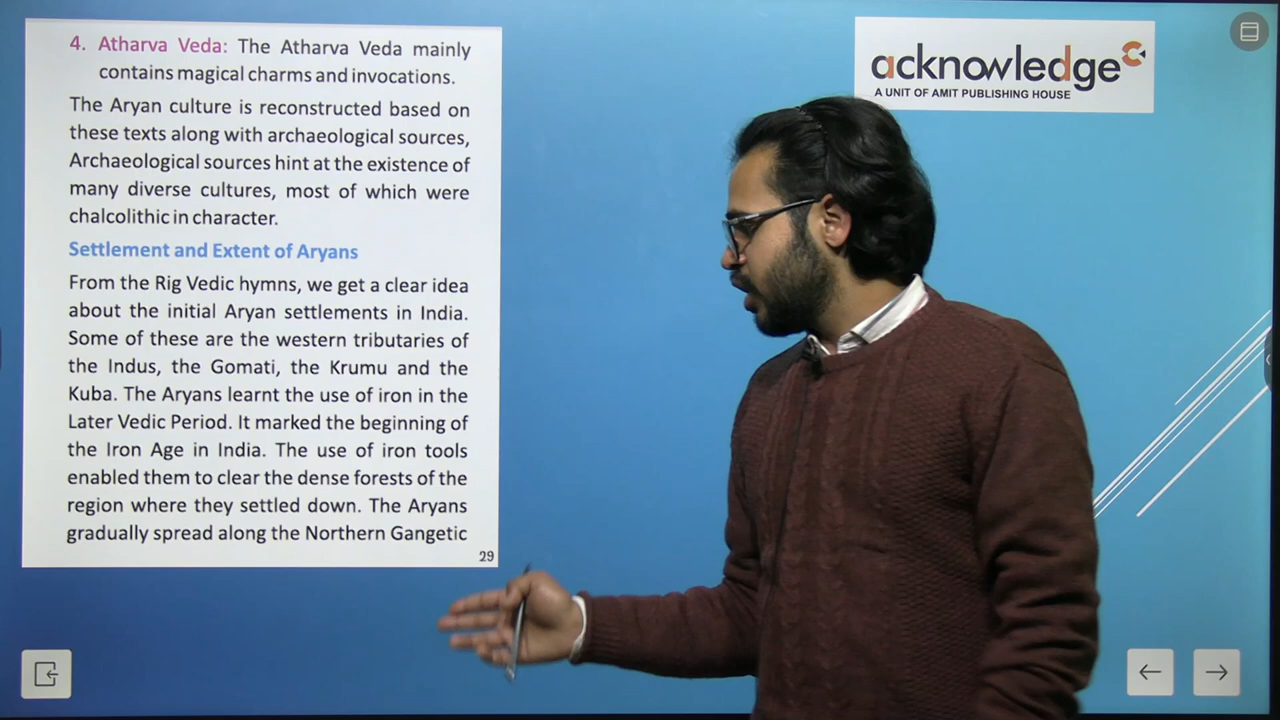 4. Atharva Veda: The Atharva Veda mainly
contains magical charms and invocations.
The Aryan culture is reconstructed based on
these texts along with archaeological sources,
Archaeological sources hint at the existence of
many diverse cultures, most of which were
chalcolithic in character.
Settlement and Extent of Aryans
From the Rig Vedic hymns, we get a clear idea
about the initial Aryan settlements in India.
Some of these are the western tributaries of
the Indus, the Gomati, the Krumu and the
Kuba. The Aryans learnt the use of iron in the
Later Vedic Period. It marked the beginning of
the Iron Age in India. The use of iron tools
enabled them to clear the dense forests of the
region where they settled down. The Aryans
gradually spread along the Northern Gangetic
29
acknowledge
A UNIT OF AMIT PUBLISHING HOUSE